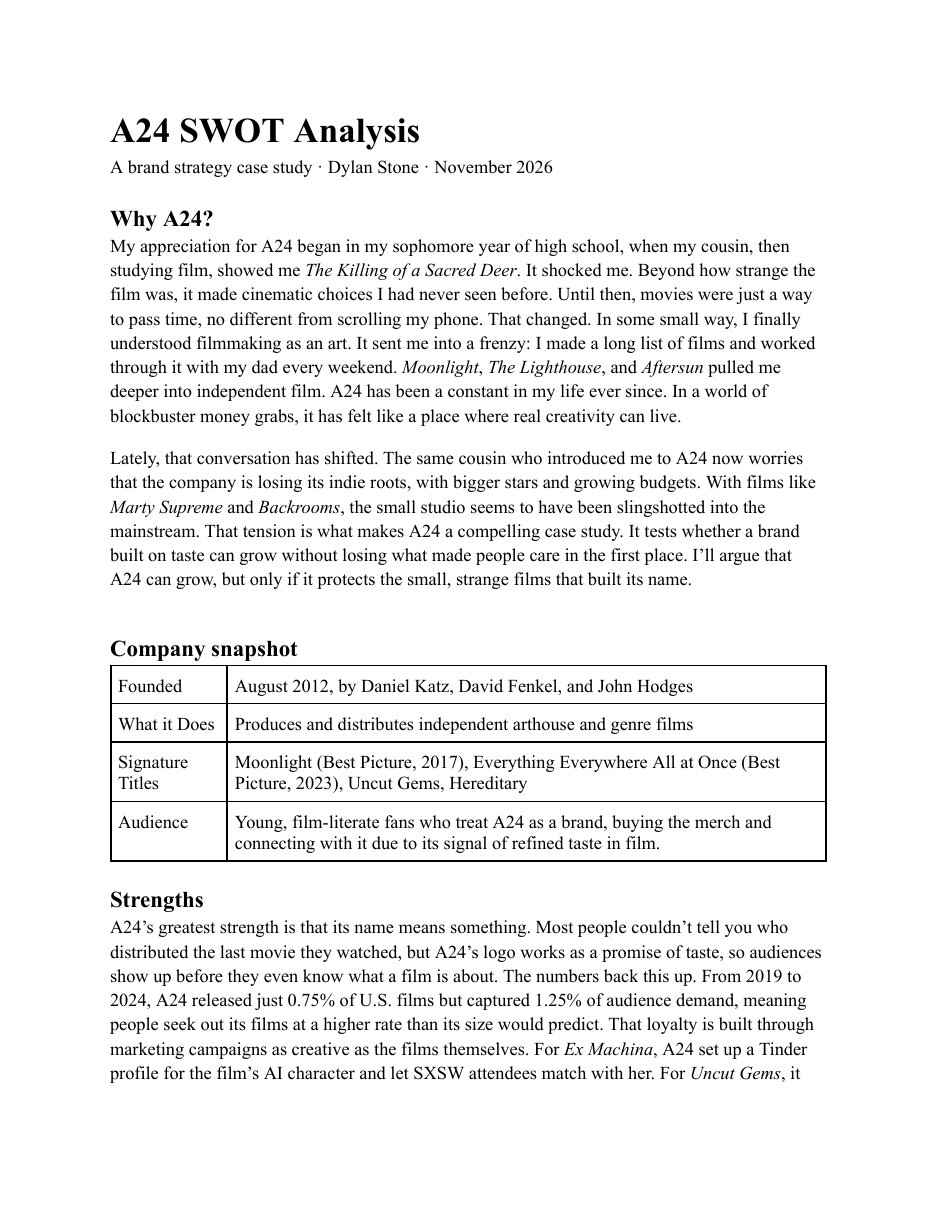 A24 SWOT Analysis
A brand strategy case study · Dylan Stone · November 2026
Why A24?
My appreciation for A24 began in my sophomore year of high school, when my cousin, then
studying film, showed me The Killing of a Sacred Deer. It shocked me. Beyond how strange the
film was, it made cinematic choices I had never seen before. Until then, movies were just a way
to pass time, no different from scrolling my phone. That changed. In some small way, I finally
understood filmmaking as an art. It sent me into a frenzy: I made a long list of films and worked
through it with my dad every weekend. Moonlight, The Lighthouse, and Aftersun pulled me
deeper into independent film. A24 has been a constant in my life ever since. In a world of
blockbuster money grabs, it has felt like a place where real creativity can live.
Lately, that conversation has shifted. The same cousin who introduced me to A24 now worries
that the company is losing its indie roots, with bigger stars and growing budgets. With films like
Marty Supreme and Backrooms, the small studio seems to have been slingshotted into the
mainstream. That tension is what makes A24 a compelling case study. It tests whether a brand
built on taste can grow without losing what made people care in the first place. I’ll argue that
A24 can grow, but only if it protects the small, strange films that built its name.
Company snapshot
Founded
August 2012, by Daniel Katz, David Fenkel, and John Hodges
What it Does
Produces and distributes independent arthouse and genre films
Signature
Titles
Moonlight (Best Picture, 2017), Everything Everywhere All at Once (Best
Picture, 2023), Uncut Gems, Hereditary
Audience
Young, film-literate fans who treat A24 as a brand, buying the merch and
connecting with it due to its signal of refined taste in film.
Strengths
A24’s greatest strength is that its name means something. Most people couldn’t tell you who
distributed the last movie they watched, but A24’s logo works as a promise of taste, so audiences
show up before they even know what a film is about. The numbers back this up. From 2019 to
2024, A24 released just 0.75% of U.S. films but captured 1.25% of audience demand, meaning
people seek out its films at a higher rate than its size would predict. That loyalty is built through
marketing campaigns as creative as the films themselves. For Ex Machina, A24 set up a Tinder
profile for the film’s AI character and let SXSW attendees match with her. For Uncut Gems, it